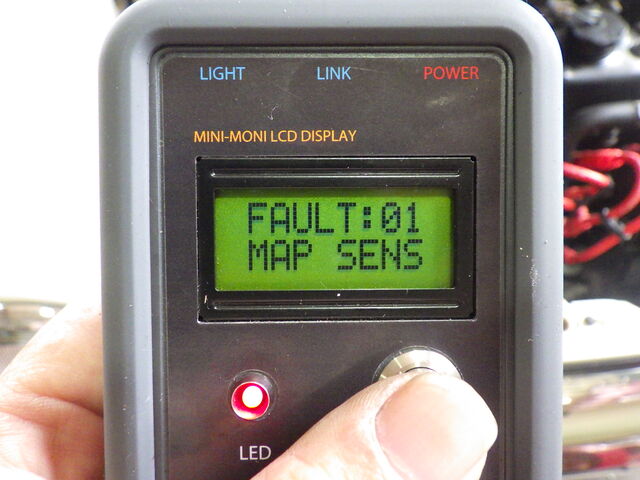 LIGHT LINK POWER
MINI-MONI LCD DISPLAY
FAULT:01
MAP SENS
LED